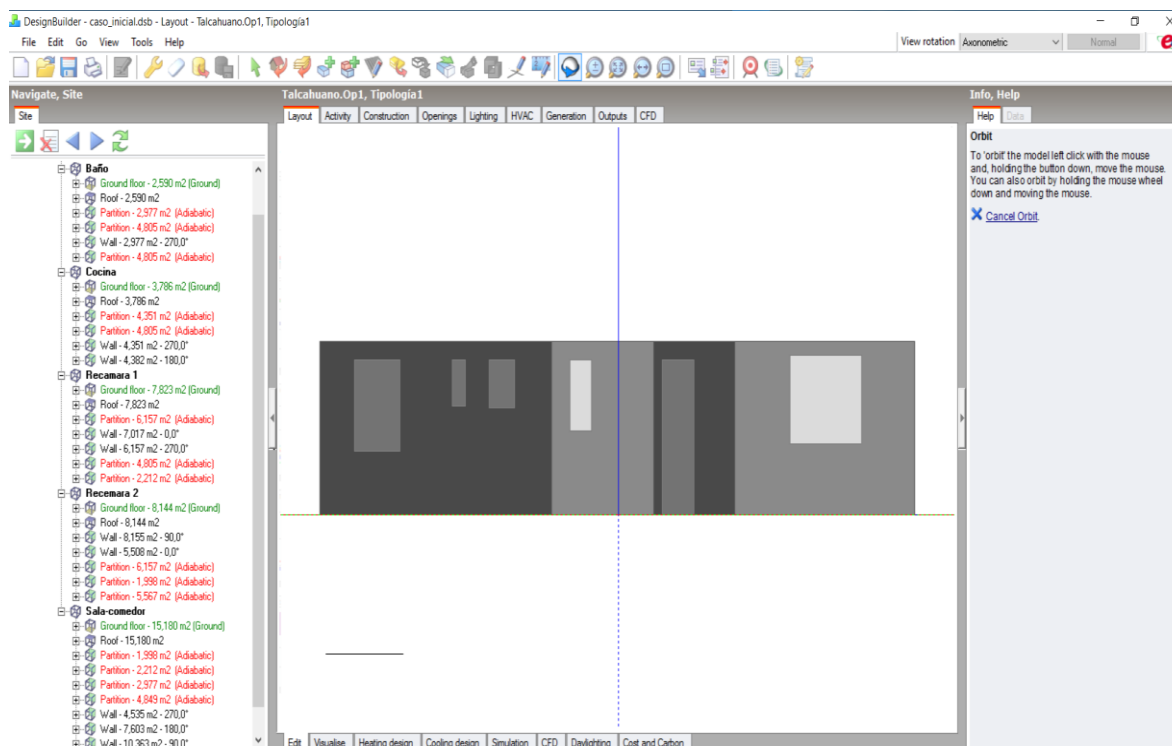 DesignBuilder - caso_inicial.dsb - Layout - Talcahuano.Op1, Tipología1
File Edit Go View Tools Help
View rotation Axonometric Normal
Navigate, Site
Site
Baño
Ground floor - 2,590 m2 (Ground)
Roof - 2,590 m2
Partition - 2,977 m2 (Adiabatic)
Partition - 4,805 m2 (Adiabatic)
Wall - 2,977 m2 - 270,0°
Partition - 4,805 m2 (Adiabatic)
Cocina
Ground floor - 3,786 m2 (Ground)
Roof - 3,786 m2
Partition - 4,351 m2 (Adiabatic)
Partition - 4,805 m2 (Adiabatic)
Wall - 4,351 m2 - 270,0°
Wall - 4,382 m2 - 180,0°
Recamara 1
Ground floor - 7,823 m2 (Ground)
Roof - 7,823 m2
Partition - 6,157 m2 (Adiabatic)
Wall - 7,017 m2 - 0,0°
Wall - 6,157 m2 - 270,0°
Partition - 4,805 m2 (Adiabatic)
Partition - 2,212 m2 (Adiabatic)
Recemara 2
Ground floor - 8,144 m2 (Ground)
Roof - 8,144 m2
Wall - 8,155 m2 - 90,0°
Wall - 5,508 m2 - 0,0°
Partition - 6,157 m2 (Adiabatic)
Partition - 1,998 m2 (Adiabatic)
Partition - 5,567 m2 (Adiabatic)
Sala-comedor
Ground floor - 15,180 m2 (Ground)
Roof - 15,180 m2
Partition - 1,998 m2 (Adiabatic)
Partition - 2,212 m2 (Adiabatic)
Partition - 2,977 m2 (Adiabatic)
Partition - 4,849 m2 (Adiabatic)
Wall - 4,535 m2 - 270,0°
Wall - 7,603 m2 - 180,0°
Wall - 10,363 m2 - 90,0°
Talcahuano.Op1, Tipología1
Layout Activity Construction Openings Lighting HVAC Generation Outputs CFD
Edit Visualise Heating design Cooling design Simulation CFD Daylighting Cost and Carbon
Info, Help
Help Data
Orbit
To 'orbit' the model left click with the mouse
and, holding the button down, move the mouse.
You can also orbit by holding the mouse wheel
down and moving the mouse.
Cancel Orbit.